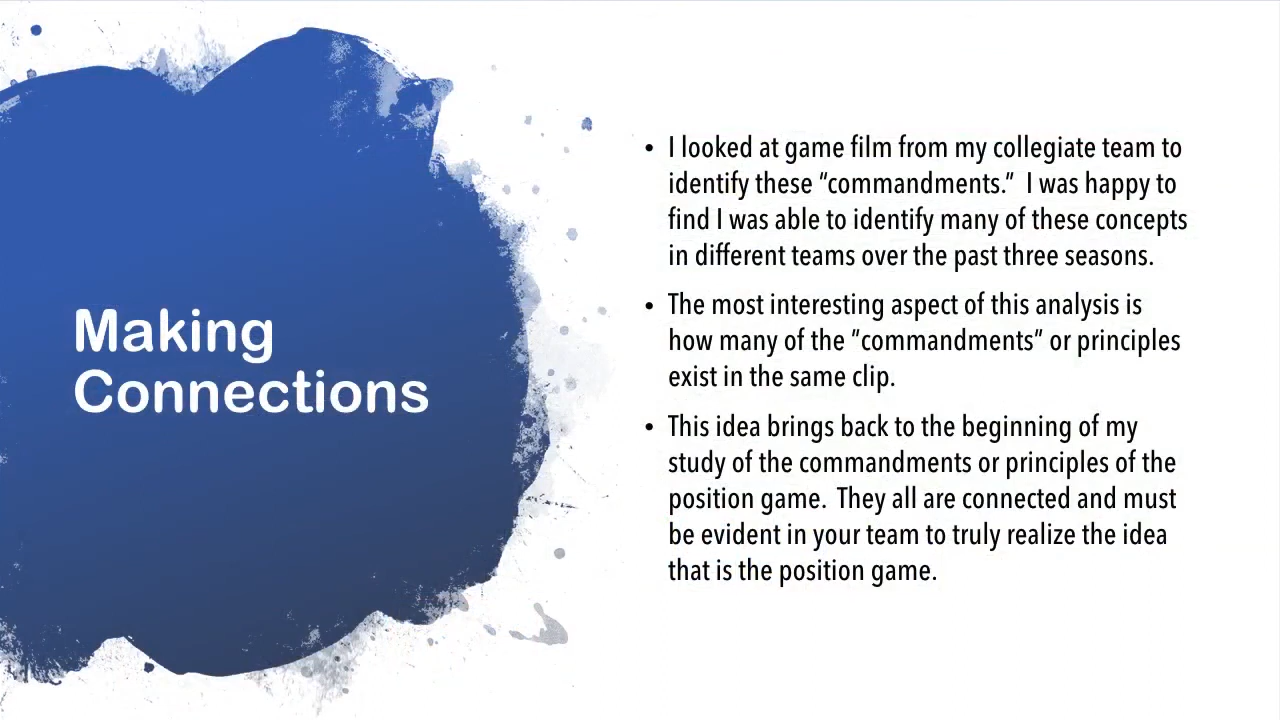 Making
Connections
• I looked at game film from my collegiate team to
identify these “commandments.”  I was happy to
find I was able to identify many of these concepts
in different teams over the past three seasons.
• The most interesting aspect of this analysis is
how many of the “commandments” or principles
exist in the same clip.
• This idea brings back to the beginning of my
study of the commandments or principles of the
position game.  They all are connected and must
be evident in your team to truly realize the idea
that is the position game.